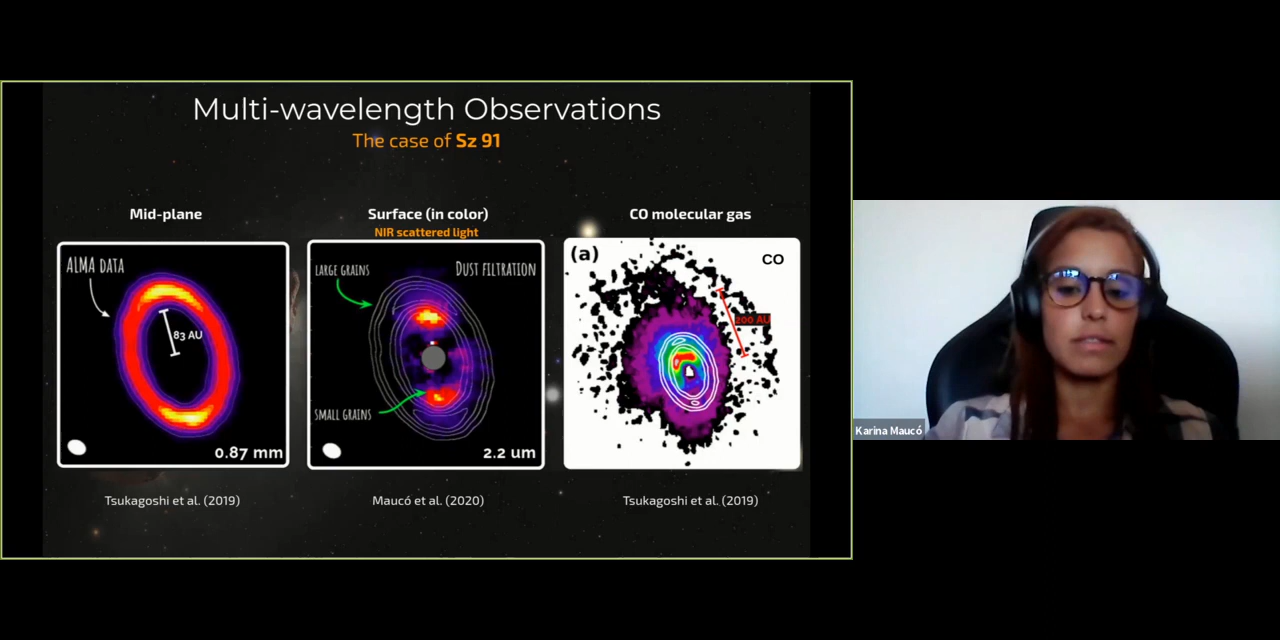 Multi-wavelength Observations
The case of Sz 91
Mid-plane
ALMA DATA
83 AU
0.87 mm
Tsukagoshi et al. (2019)
Surface (in color)
NIR scattered light
LARGE GRAINS
DUST FILTRATION
SMALL GRAINS
2.2 um
Maucó et al. (2020)
CO molecular gas
(a)
CO
200 AU
Tsukagoshi et al. (2019)
Karina Maucó